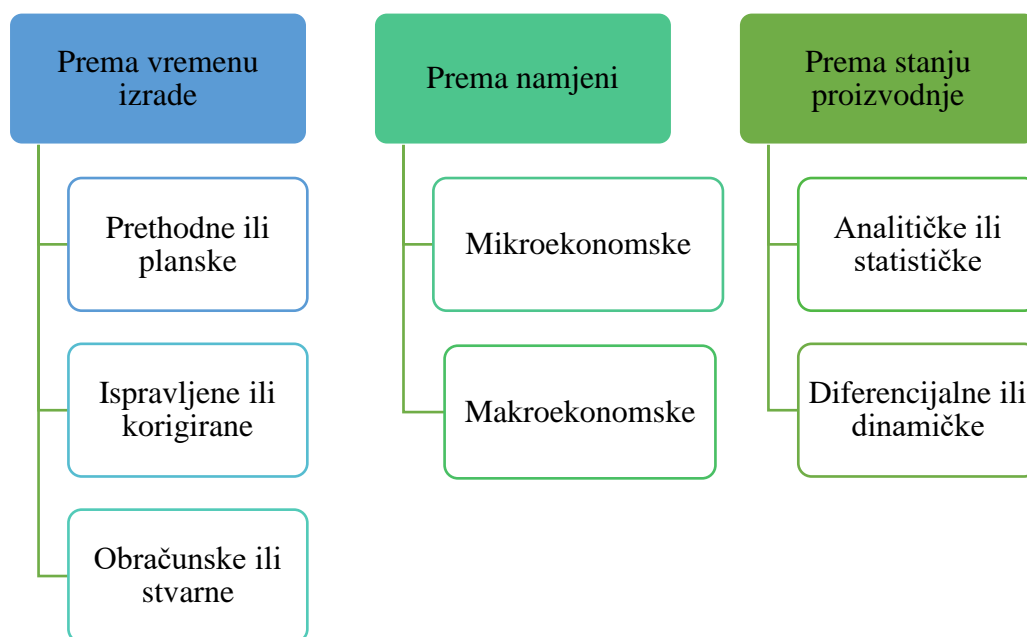 Prema vremenu
izrade
Prethodne ili
planske
Ispravljene ili
korigirane
Obračunske ili
stvarne
Prema namjeni
Mikroekonomske
Makroekonomske
Prema stanju
proizvodnje
Analitičke ili
statističke
Diferencijalne ili
dinamičke